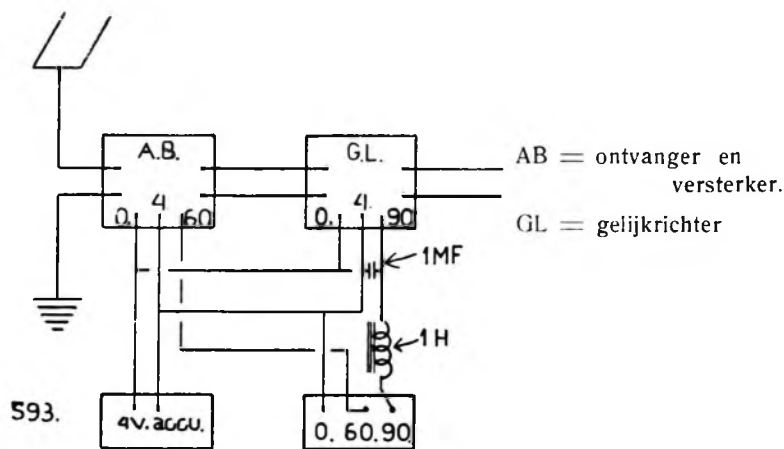 A.B.
G.L.
AB = ontvanger en
versterker.
0. 4 60.
0. 4. 90.
GL = gelijkrichter
1MF
1H
593.
4V. accu.
0. 60. 90.